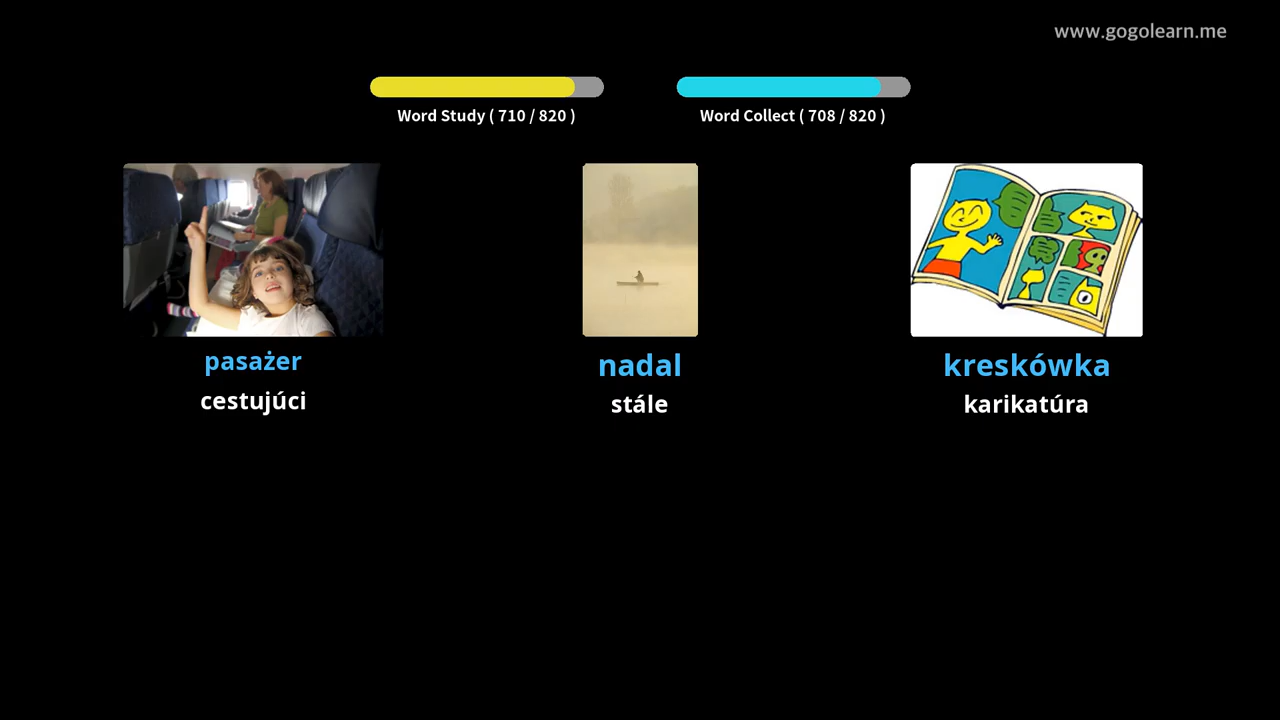 www.gogolearn.me
Word Study ( 710 / 820 )
Word Collect ( 708 / 820 )
pasażer
cestujúci
nadal
stále
kreskówka
karikatúra